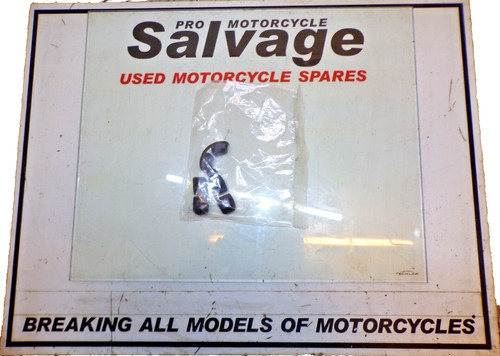 PRO MOTORCYCLE
Salvage
USED MOTORCYCLE SPARES
BREAKING ALL MODELS OF MOTORCYCLES